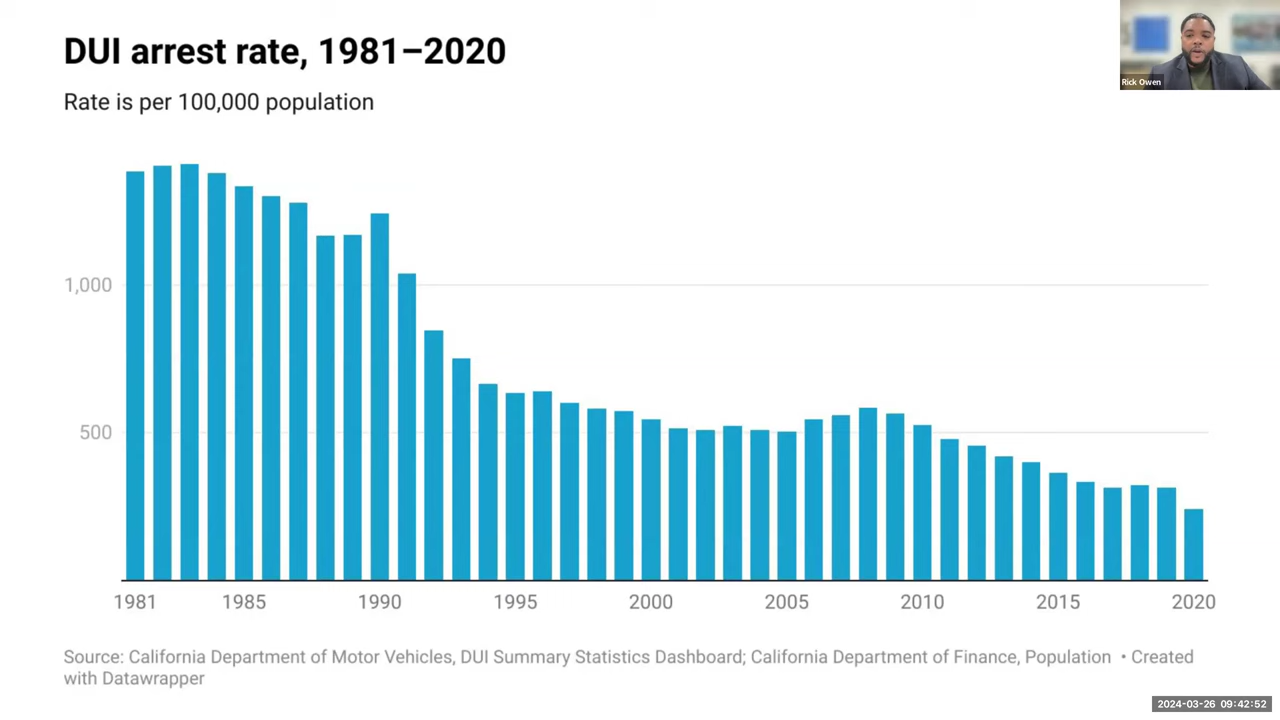 DUI arrest rate, 1981–2020
Rate is per 100,000 population
Rick Owen
1,000
500
1981 1985 1990 1995 2000 2005 2010 2015 2020
Source: California Department of Motor Vehicles, DUI Summary Statistics Dashboard; California Department of Finance, Population • Created
with Datawrapper
2024-03-26 09:42:52